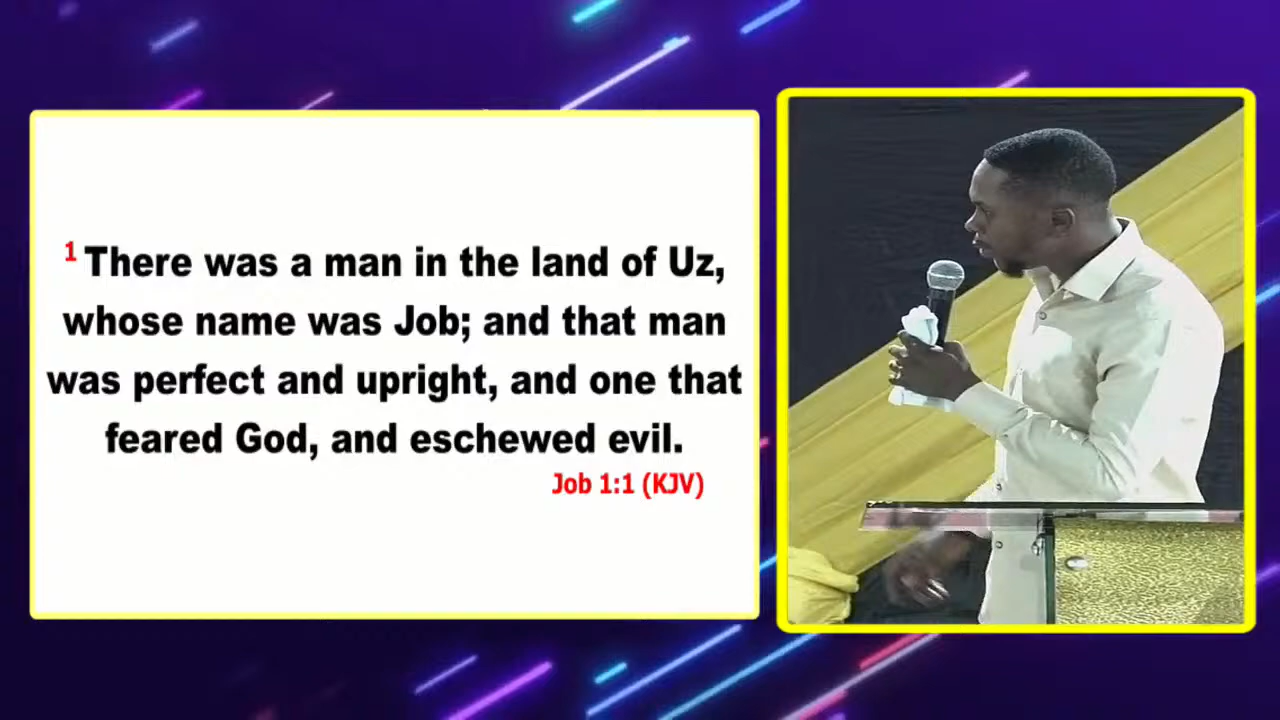 1 There was a man in the land of Uz,
whose name was Job; and that man
was perfect and upright, and one that
feared God, and eschewed evil.
Job 1:1 (KJV)